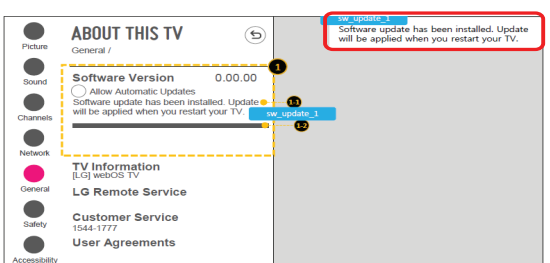 Picture
Sound
Channels
Network
General
Safety
Accessibility
ABOUT THIS TV
General /
Software Version 0.00.00
Allow Automatic Updates
Software update has been installed. Update
will be applied when you restart your TV.
TV Information
[LG] webOS TV
LG Remote Service
Customer Service
1544-1777
User Agreements
1
1-1
sw_update_1
1-2
sw_update_1
Software update has been installed. Update
will be applied when you restart your TV.